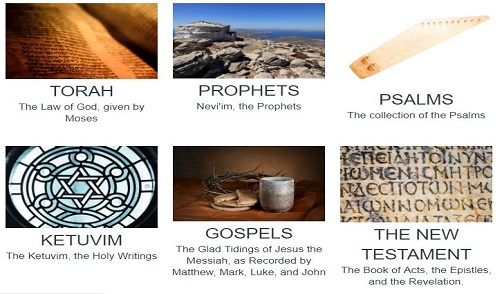 TORAH
The Law of God, given by
Moses
PROPHETS
Nevi'im, the Prophets
PSALMS
The collection of the Psalms
KETUVIM
The Ketuvim, the Holy Writings
GOSPELS
The Glad Tidings of Jesus the
Messiah, as Recorded by
Matthew, Mark, Luke, and John
ΕΠΕΙΔΗΠΟΙΝΥΝ
THE NEW
TESTAMENT
The Book of Acts, the Epistles,
and the Revelation.